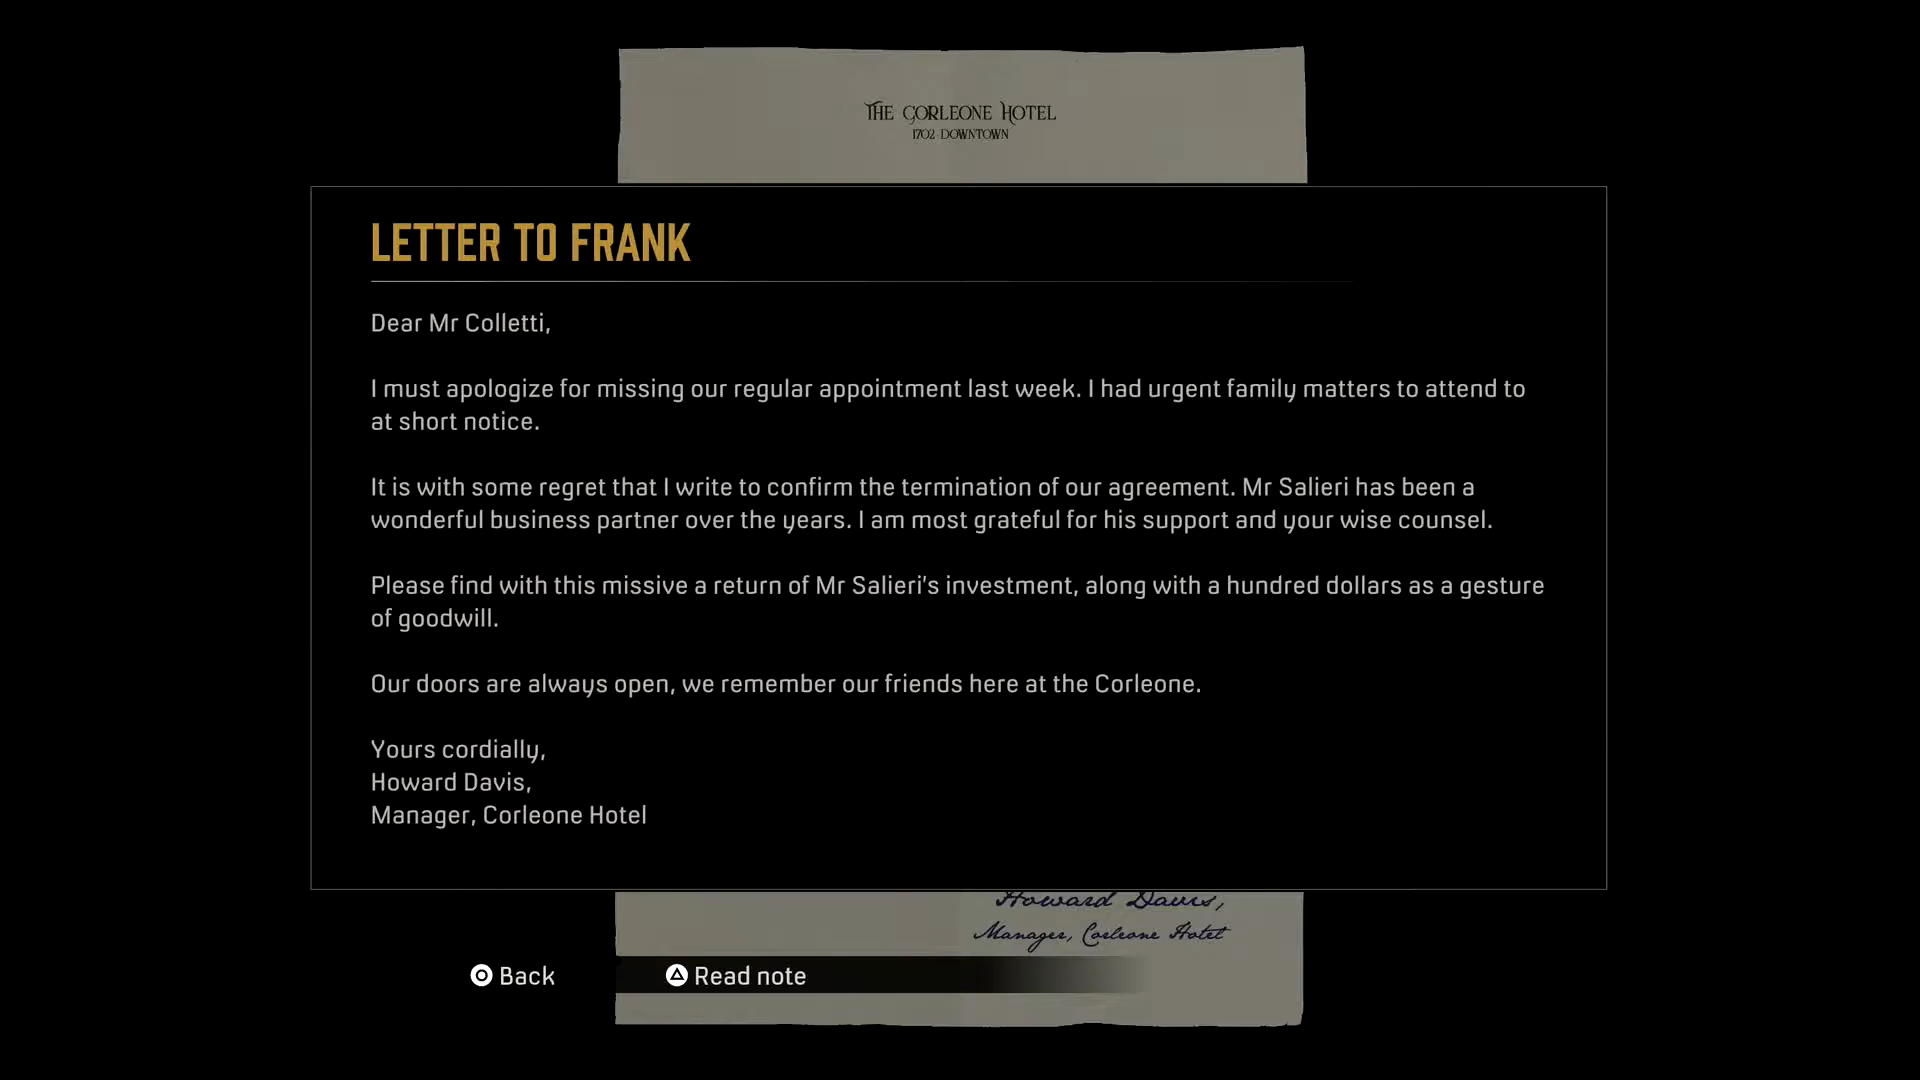 THE CORLEONE HOTEL
1702 DOWNTOWN
LETTER TO FRANK
Dear Mr Colletti,
I must apologize for missing our regular appointment last week. I had urgent family matters to attend to
at short notice.
It is with some regret that I write to confirm the termination of our agreement. Mr Salieri has been a
wonderful business partner over the years. I am most grateful for his support and your wise counsel.
Please find with this missive a return of Mr Salieri's investment, along with a hundred dollars as a gesture
of goodwill.
Our doors are always open, we remember our friends here at the Corleone.
Yours cordially,
Howard Davis,
Manager, Corleone Hotel
Howard Davis,
Manager, Corleone Hotel
Back
Read note